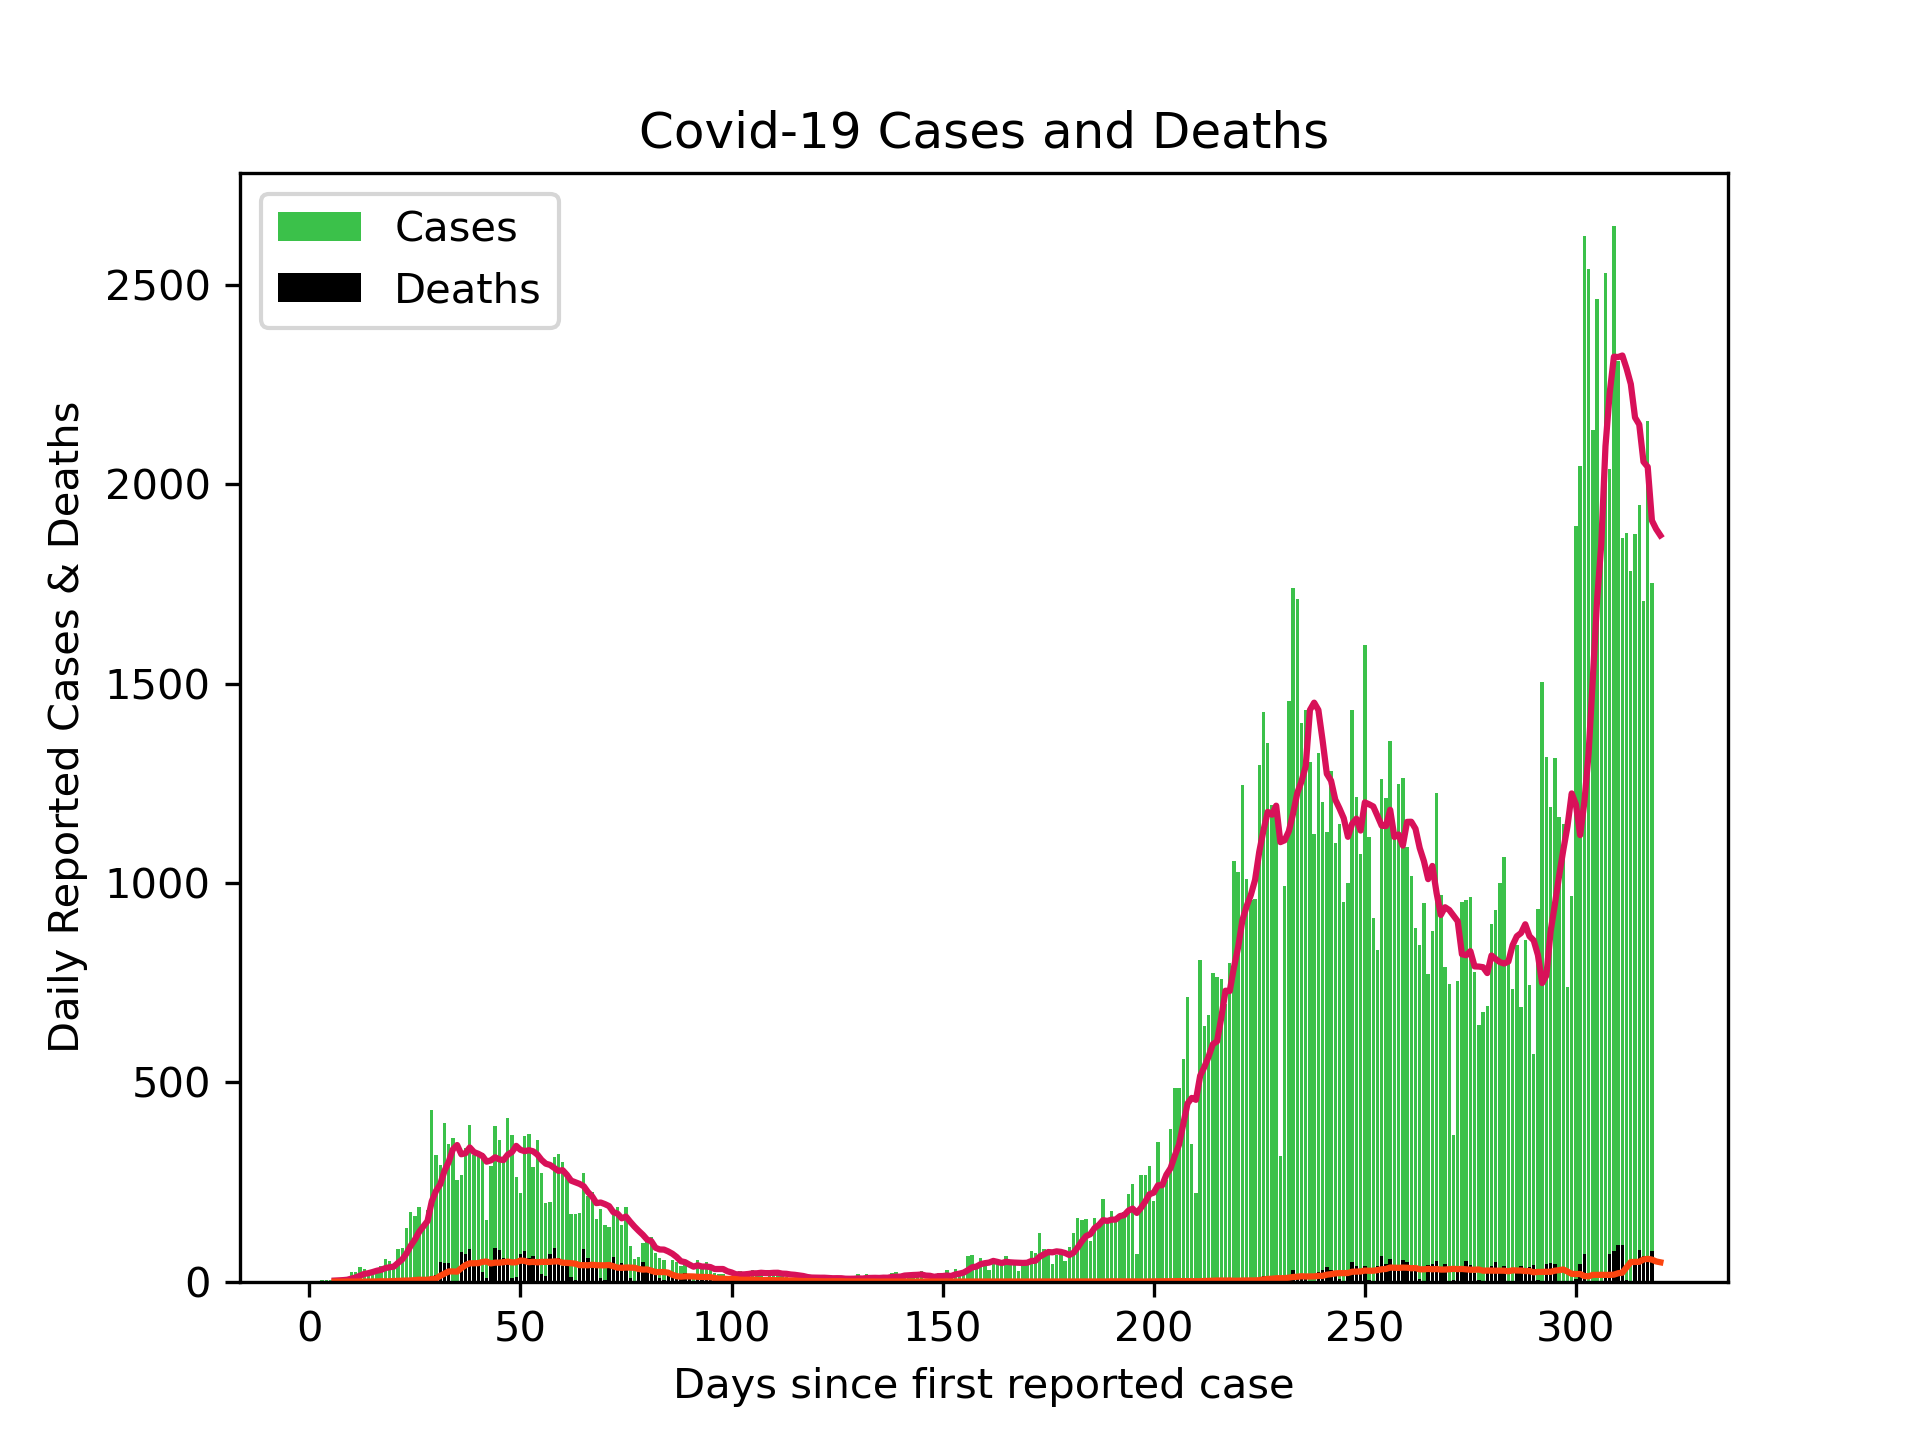 Covid-19 Cases and Deaths
Cases
Deaths
2500
2000
1500
1000
500
0
Daily Reported Cases & Deaths
0 50 100 150 200 250 300
Days since first reported case